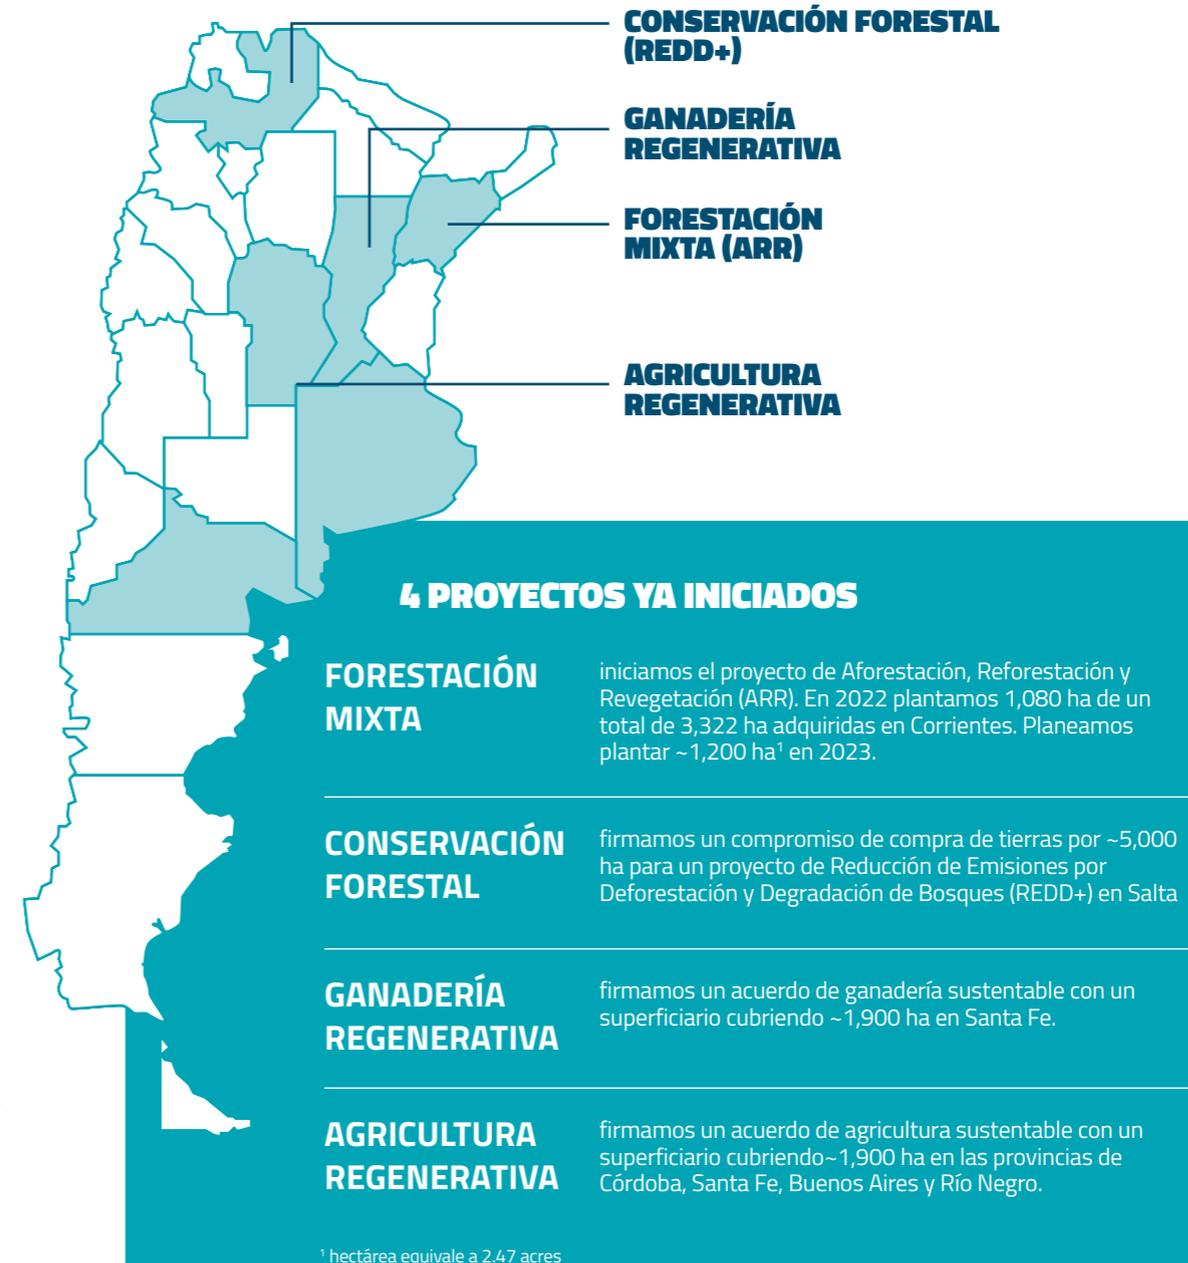 CONSERVACIÓN FORESTAL
(REDD+)
GANADERÍA
REGENERATIVA
FORESTACIÓN
MIXTA (ARR)
AGRICULTURA
REGENERATIVA
4 PROYECTOS YA INICIADOS
FORESTACIÓN
MIXTA
iniciamos el proyecto de Aforestación, Reforestación y
Revegetación (ARR). En 2022 plantamos 1,080 ha de un
total de 3,322 ha adquiridas en Corrientes. Planeamos
plantar ~1,200 ha¹ en 2023.
CONSERVACIÓN
FORESTAL
firmamos un compromiso de compra de tierras por ~5,000
ha para un proyecto de Reducción de Emisiones por
Deforestación y Degradación de Bosques (REDD+) en Salta
GANADERÍA
REGENERATIVA
firmamos un acuerdo de ganadería sustentable con un
superficiario cubriendo ~1,900 ha en Santa Fe.
AGRICULTURA
REGENERATIVA
firmamos un acuerdo de agricultura sustentable con un
superficiario cubriendo~1,900 ha en las provincias de
Córdoba, Santa Fe, Buenos Aires y Río Negro.
¹ hectárea equivale a 2.47 acres